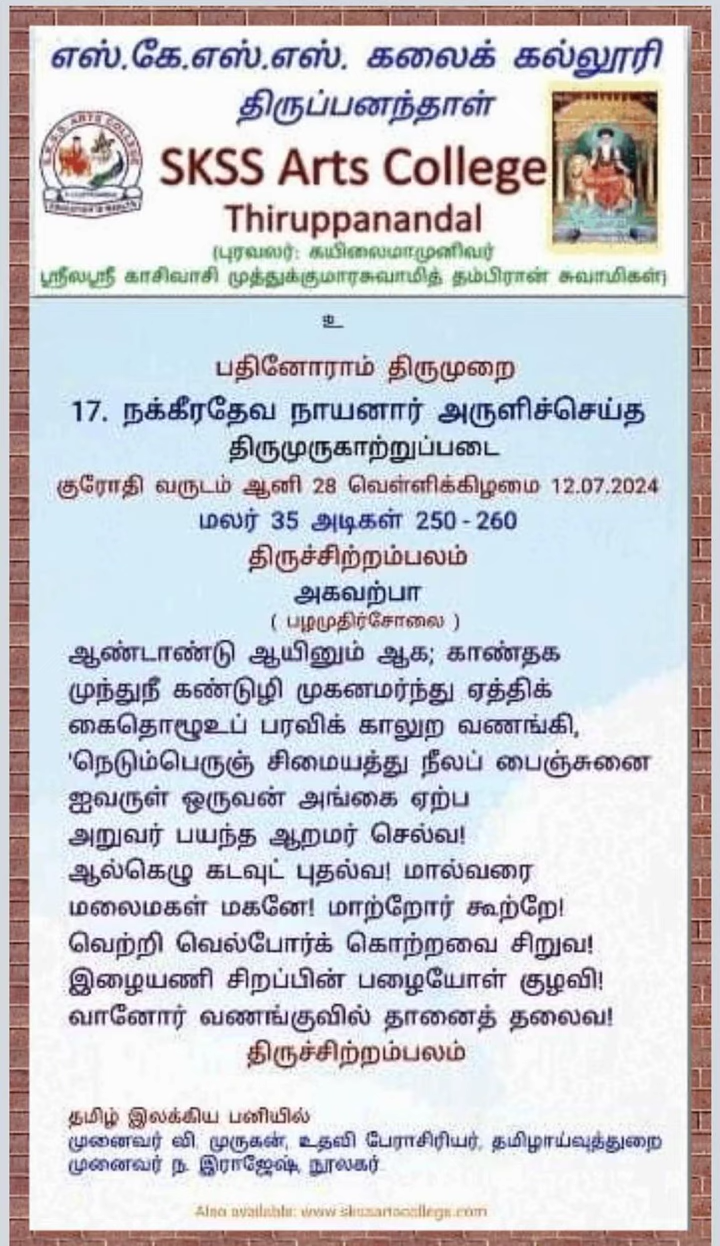 எஸ்.கே.எஸ்.எஸ். கலைக் கல்லூரி
திருப்பனந்தாள்
S.K.S.S. ARTS COLLEGE
SKSS Arts College
Thiruppanandal
(புரவலர்: கயிலைமாமுனிவர்
ஸ்ரீலஸ்ரீ காசிவாசி முத்துக்குமாரசுவாமித் தம்பிரான் சுவாமிகள்)
உ
பதினோராம் திருமுறை
17. நக்கீரதேவ நாயனார் அருளிச்செய்த
திருமுருகாற்றுப்படை
குரோதி வருடம் ஆனி 28 வெள்ளிக்கிழமை 12.07.2024
மலர் 35 அடிகள் 250 - 260
திருச்சிற்றம்பலம்
அகவற்பா
( பழமுதிர்சோலை )
ஆண்டாண்டு ஆயினும் ஆக; காண்தக
முந்துநீ கண்டுழி முகனமர்ந்து ஏத்திக்
கைதொழூஉப் பரவிக் காலுற வணங்கி,
'நெடும்பெருஞ் சிமையத்து நீலப் பைஞ்சுனை
ஐவருள் ஒருவன் அங்கை ஏற்ப
அறுவர் பயந்த ஆறமர் செல்வ!
ஆல்கெழு கடவுட் புதல்வ! மால்வரை
மலைமகள் மகனே! மாற்றோர் கூற்றே!
வெற்றி வெல்போர்க் கொற்றவை சிறுவ!
இழையணி சிறப்பின் பழையோள் குழவி!
வானோர் வணங்குவில் தானைத் தலைவ!
திருச்சிற்றம்பலம்
தமிழ் இலக்கிய பனியில்
முனைவர் வி. முருகன், உதவி பேராசிரியர், தமிழாய்வுத்துறை
முனைவர் ந. இராஜேஷ், நூலகர்
Also available: www.skssartscollege.com